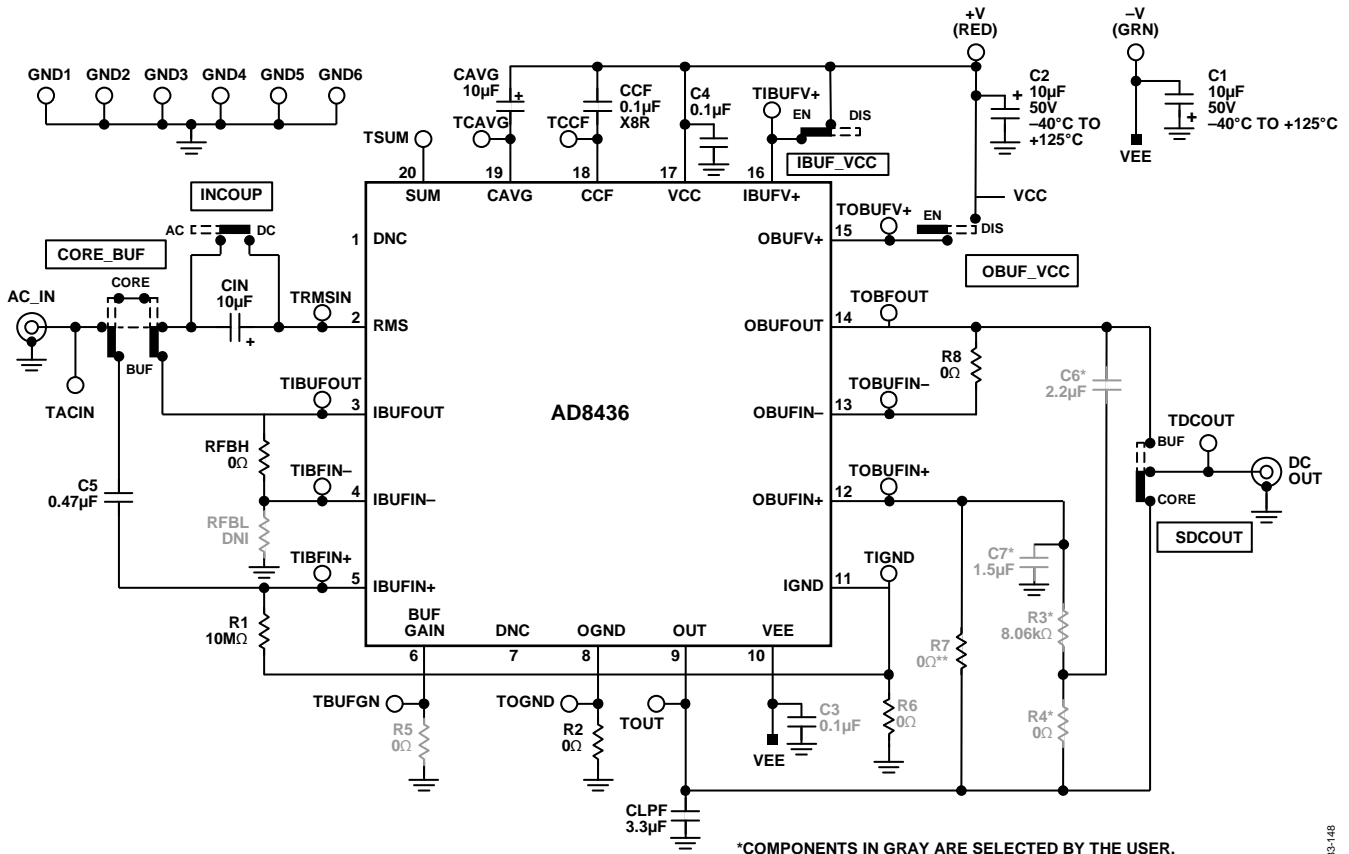 +V
(RED)
–V
(GRN)
GND1
GND2
GND3
GND4
GND5
GND6
CAVG
10µF
+
CCF
0.1µF
X8R
C4
0.1µF
TIBUFV+
EN
DIS
IBUF_VCC
+
C2
10µF
50V
–40°C TO
+125°C
+
C1
10µF
50V
–40°C TO +125°C
VEE
TSUM
TCAVG
TCCF
VCC
20
19
18
17
16
SUM
CAVG
CCF
VCC
IBUFV+
INCOUP
AC
DC
1
DNC
TOBUFV+
EN
DIS
OBUFV+
15
OBUF_VCC
CORE_BUF
CORE
BUF
AC_IN
TACIN
CIN
10µF
+
TRMSIN
2
RMS
TOBFOUT
OBUFOUT
14
R8
0Ω
C6*
2.2µF
TIBUFOUT
3
IBUFOUT
AD8436
TOBUFIN–
OBUFIN–
13
BUF
TDCOUT
DC
OUT
CORE
SDCOUT
RFBH
0Ω
TIBFIN–
4
IBUFIN–
TOBUFIN+
OBUFIN+
12
C5
0.47µF
RFBL
DNI
C7*
1.5µF
TIBFIN+
5
IBUFIN+
TIGND
IGND
11
R1
10MΩ
BUF
GAIN
DNC
OGND
OUT
VEE
6
7
8
9
10
R7
0Ω**
R3*
8.06kΩ
TBUFGN
R5
0Ω
TOGND
R2
0Ω
TOUT
C3
0.1µF
VEE
R6
0Ω
R4*
0Ω
CLPF
3.3µF
*COMPONENTS IN GRAY ARE SELECTED BY THE USER.